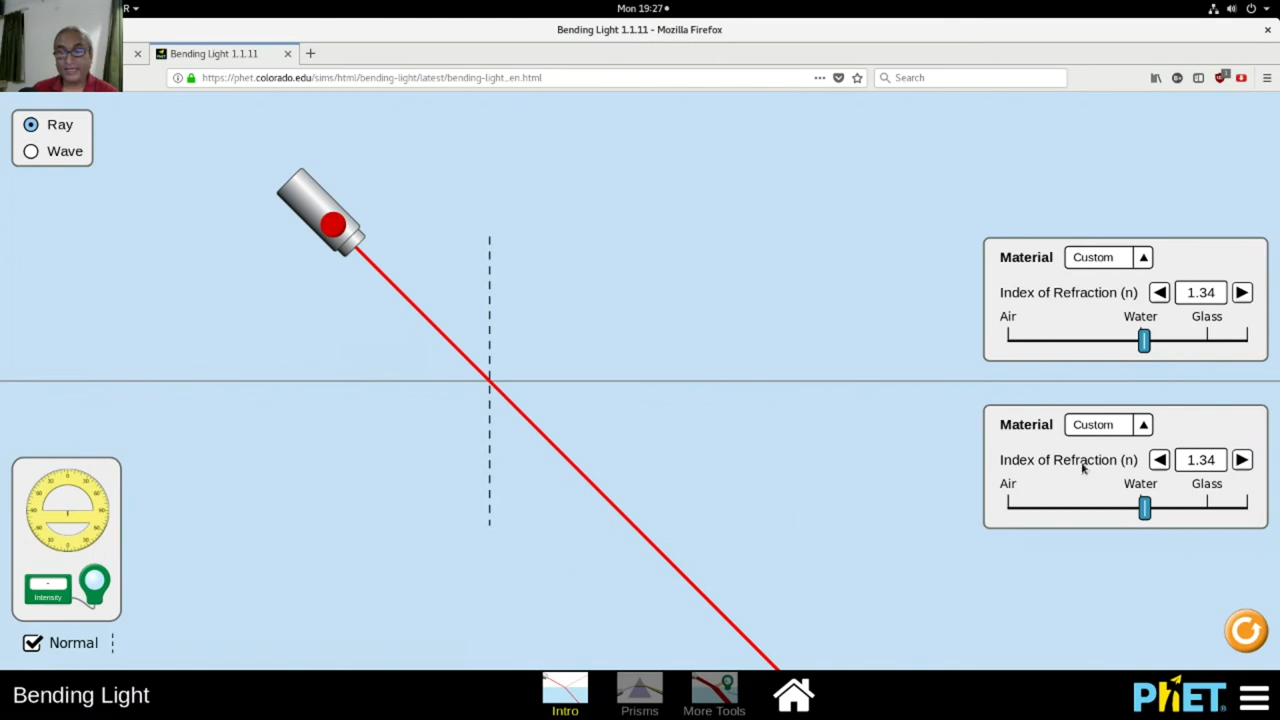 R
Mon 19:27
Bending Light 1.1.11 - Mozilla Firefox
Bending Light 1.1.11
https://phet.colorado.edu/sims/html/bending-light/latest/bending-light_en.html
Search
Ray
Wave
Material Custom
Index of Refraction (n) 1.34
Air Water Glass
Material Custom
Index of Refraction (n) 1.34
Air Water Glass
-
Intensity
Normal
Bending Light
Intro
Prisms
More Tools
PhET